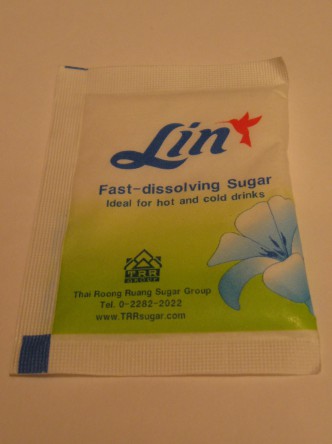 Lin
Fast-dissolving Sugar
Ideal for hot and cold drinks
TRR
GROUP
Thai Roong Ruang Sugar Group
Tel. 0-2282-2022
www.TRRsugar.com